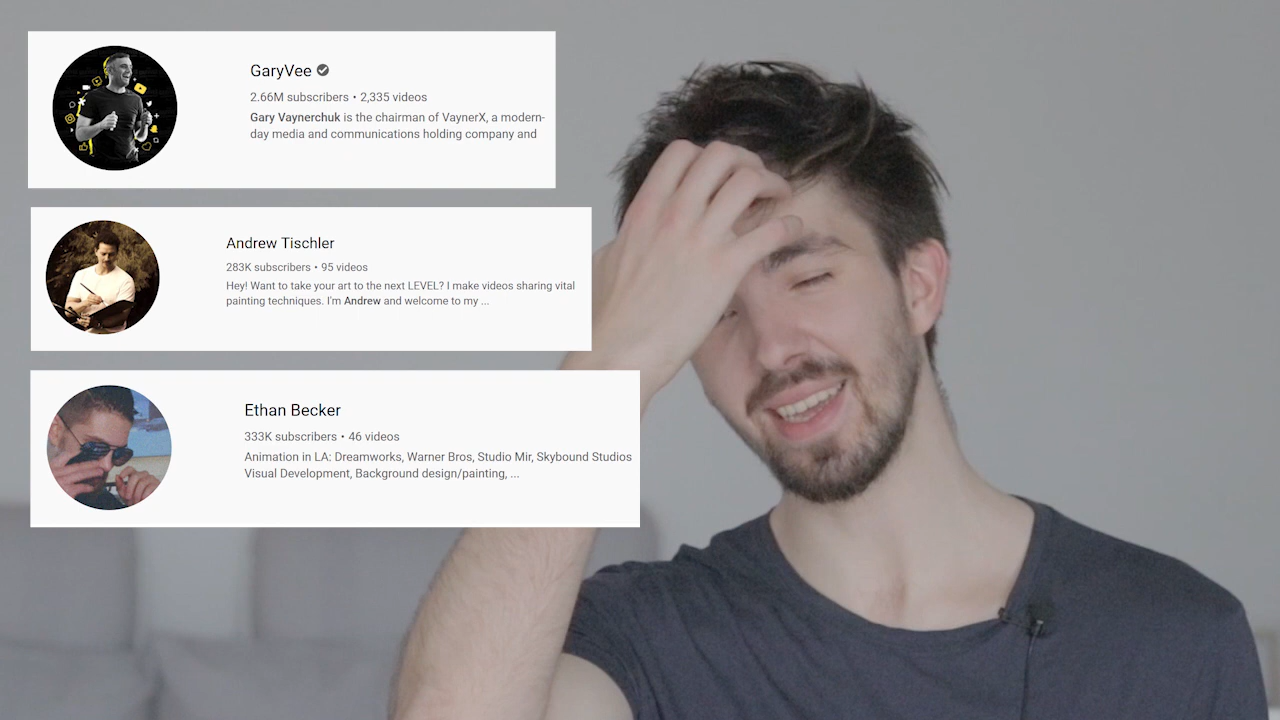 GaryVee
2.66M subscribers • 2,335 videos
Gary Vaynerchuk is the chairman of VaynerX, a modern-
day media and communications holding company and
Andrew Tischler
283K subscribers • 95 videos
Hey! Want to take your art to the next LEVEL? I make videos sharing vital
painting techniques. I'm Andrew and welcome to my ...
Ethan Becker
333K subscribers • 46 videos
Animation in LA: Dreamworks, Warner Bros, Studio Mir, Skybound Studios
Visual Development, Background design/painting, ...